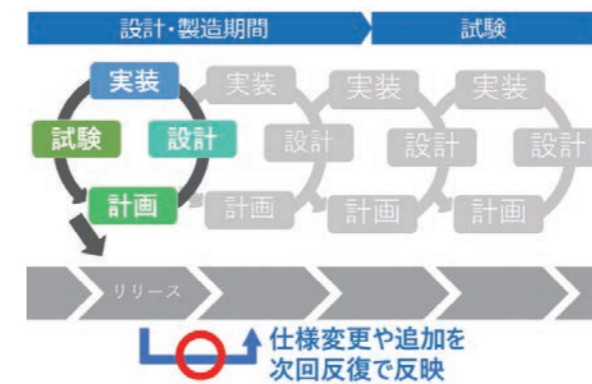 設計・製造期間
試験
実装
実装
実装
実装
試験
設計
設計
設計
設計
計画
計画
計画
計画
リリース
仕様変更や追加を
次回反復で反映